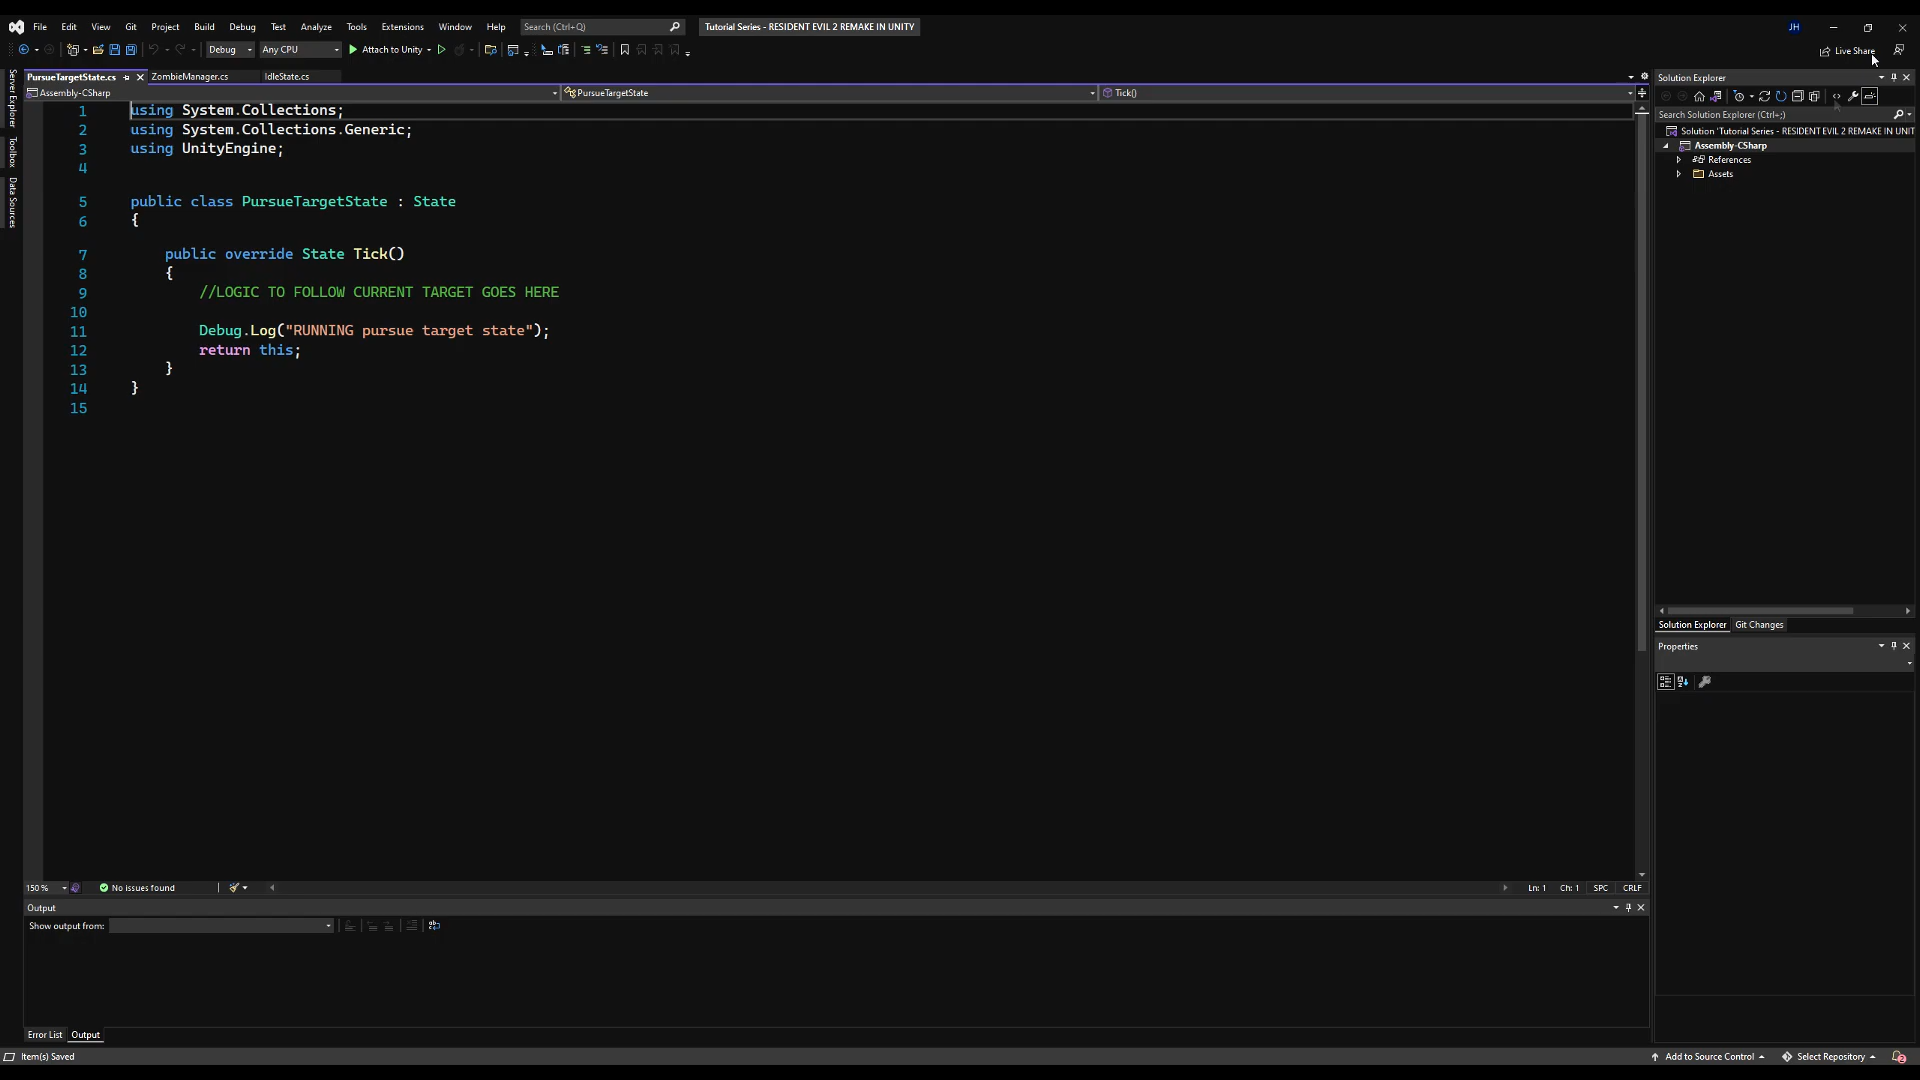 File Edit View Git Project Build Debug Test Analyze Tools Extensions Window Help Search (Ctrl+Q) Tutorial Series - RESIDENT EVIL 2 REMAKE IN UNITY JH
Debug Any CPU Attach to Unity Live Share
PursueTargetState.cs ZombieManager.cs IdleState.cs
Assembly-CSharp PursueTargetState Tick()
Server Explorer
Toolbox
Data Sources
1 using System.Collections;
2 using System.Collections.Generic;
3 using UnityEngine;
4
5 public class PursueTargetState : State
6 {
7 public override State Tick()
8 {
9 //LOGIC TO FOLLOW CURRENT TARGET GOES HERE
10
11 Debug.Log("RUNNING pursue target state");
12 return this;
13 }
14 }
15
150 % No issues found Ln: 1 Ch: 1 SPC CRLF
Output
Show output from:
Error List Output
Solution Explorer
Search Solution Explorer (Ctrl+;)
Solution 'Tutorial Series - RESIDENT EVIL 2 REMAKE IN UNIT
Assembly-CSharp
References
Assets
Solution Explorer Git Changes
Properties
Item(s) Saved Add to Source Control Select Repository 2